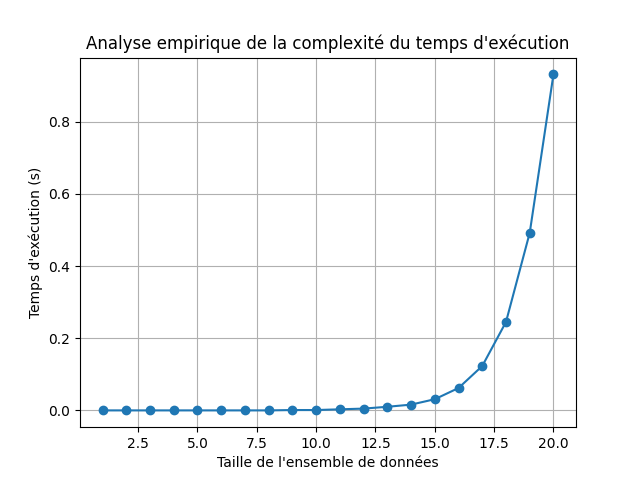 Analyse empirique de la complexité du temps d'exécution
Temps d'exécution (s)
0.8
0.6
0.4
0.2
0.0
2.5 5.0 7.5 10.0 12.5 15.0 17.5 20.0
Taille de l'ensemble de données